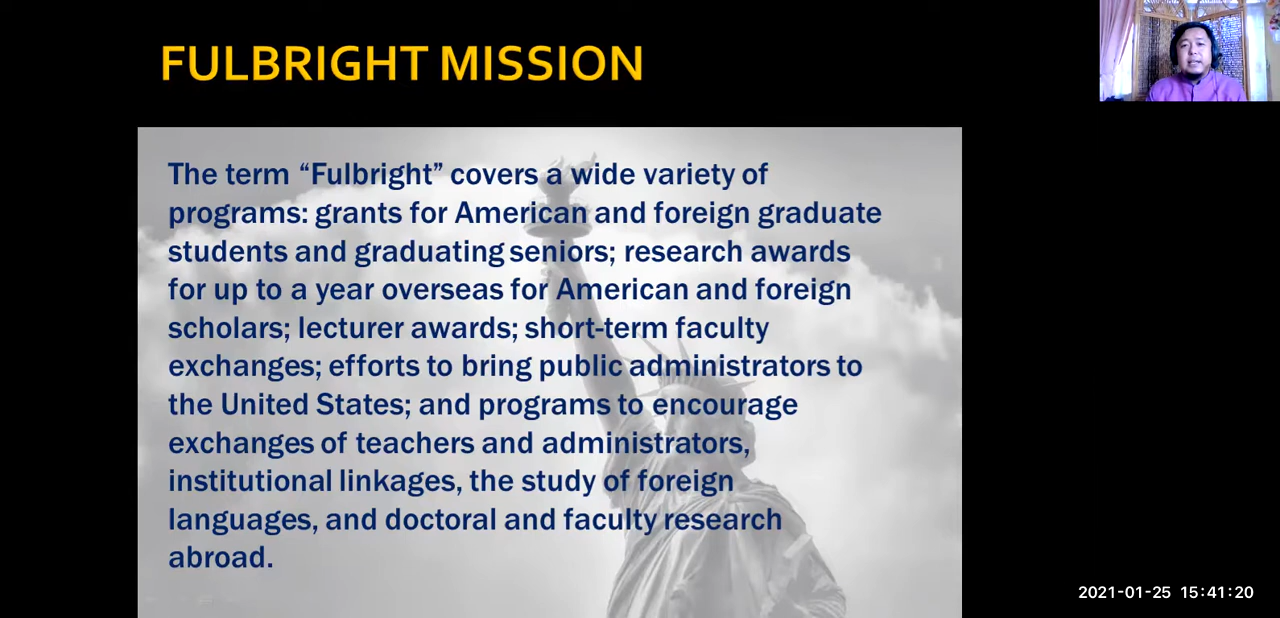 FULBRIGHT MISSION
The term “Fulbright” covers a wide variety of
programs: grants for American and foreign graduate
students and graduating seniors; research awards
for up to a year overseas for American and foreign
scholars; lecturer awards; short-term faculty
exchanges; efforts to bring public administrators to
the United States; and programs to encourage
exchanges of teachers and administrators,
institutional linkages, the study of foreign
languages, and doctoral and faculty research
abroad.
2021-01-25 15:41:20